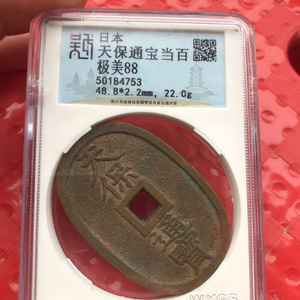 日本
天保通宝当百
极美88
50184753
48.8*2.2mm, 22.0g
天保
通寶